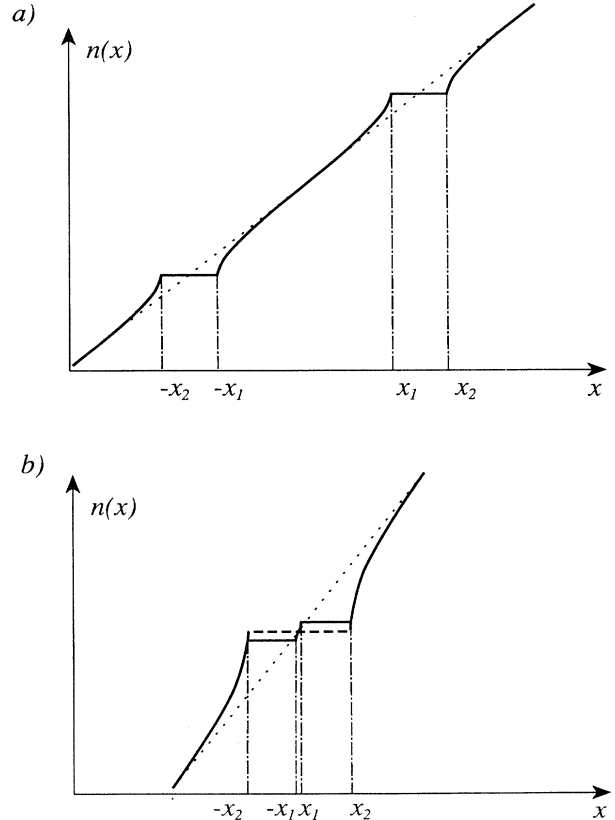 a)
n(x)
-x₂ -x₁ x₁ x₂ x
b)
n(x)
-x₂ -x₁ x₁ x₂ x